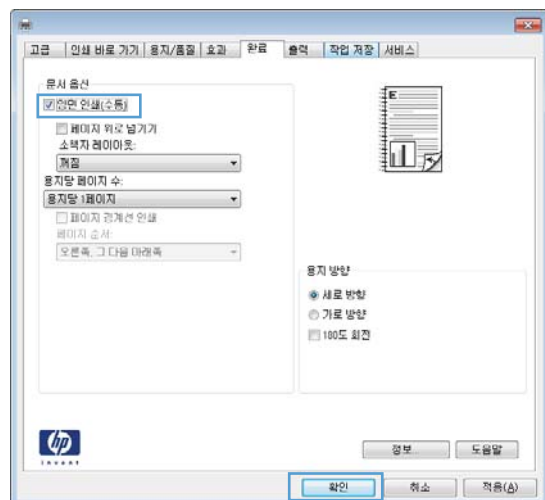 고급 인쇄 바로 가기 용지/품질 효과 완료 출력 작업 저장 서비스
문서 옵션
양면 인쇄(수동)
페이지 위로 넘기기
소책자 레이아웃:
꺼짐
용지당 페이지 수:
용지당 1페이지
페이지 경계선 인쇄
페이지 순서:
오른쪽, 그 다음 아래쪽
E
용지 방향
세로 방향
가로 방향
180도 회전
hp
invent
정보... 도움말
확인 취소 적용(A)